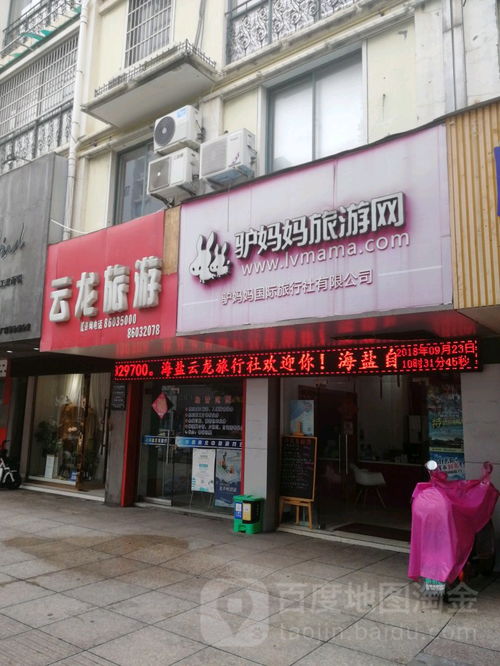 驴妈妈旅游网
www.lvmama.com
驴妈妈国际旅行社有限公司
云龙旅游
86035000
86032078
29700。海盐云龙旅行社欢迎你！海盐自
2018年09月23日
10时31分45秒
百度地图淘金
taojin.baidu.com